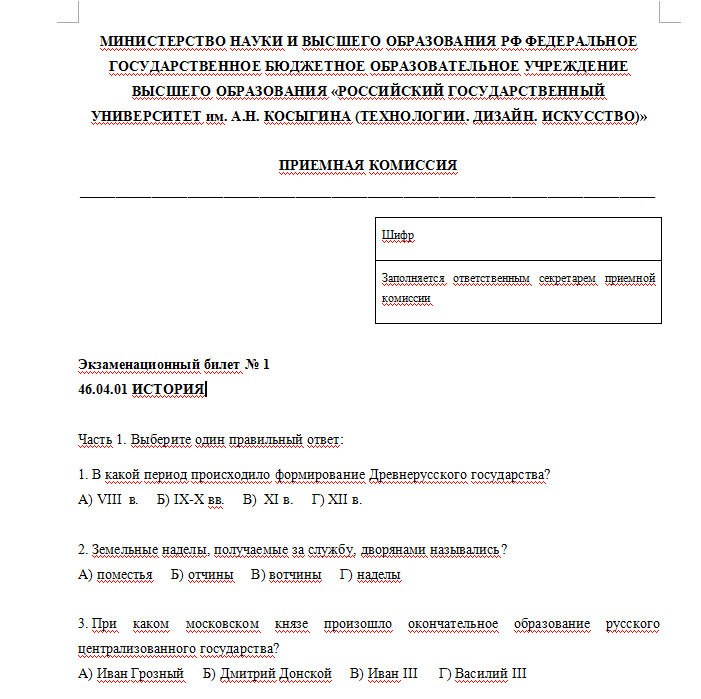 МИНИСТЕРСТВО НАУКИ И ВЫСШЕГО ОБРАЗОВАНИЯ РФ ФЕДЕРАЛЬНОЕ
ГОСУДАРСТВЕННОЕ БЮДЖЕТНОЕ ОБРАЗОВАТЕЛЬНОЕ УЧРЕЖДЕНИЕ
ВЫСШЕГО ОБРАЗОВАНИЯ «РОССИЙСКИЙ ГОСУДАРСТВЕННЫЙ
УНИВЕРСИТЕТ им. А.Н. КОСЫГИНА (ТЕХНОЛОГИИ. ДИЗАЙН. ИСКУССТВО)»
ПРИЕМНАЯ КОМИССИЯ
Шифр
Заполняется ответственным секретарем приемной
комиссии
Экзаменационный билет № 1
46.04.01 ИСТОРИЯ
Часть 1. Выберите один правильный ответ:
1. В какой период происходило формирование Древнерусского государства?
А) VIII в. Б) IX-X вв. В) XI в. Г) XII в.
2. Земельные наделы, получаемые за службу, дворянами назывались?
А) поместья Б) отчины В) вотчины Г) наделы
3. При каком московском князе произошло окончательное образование русского
централизованного государства?
А) Иван Грозный Б) Дмитрий Донской В) Иван III Г) Василий III